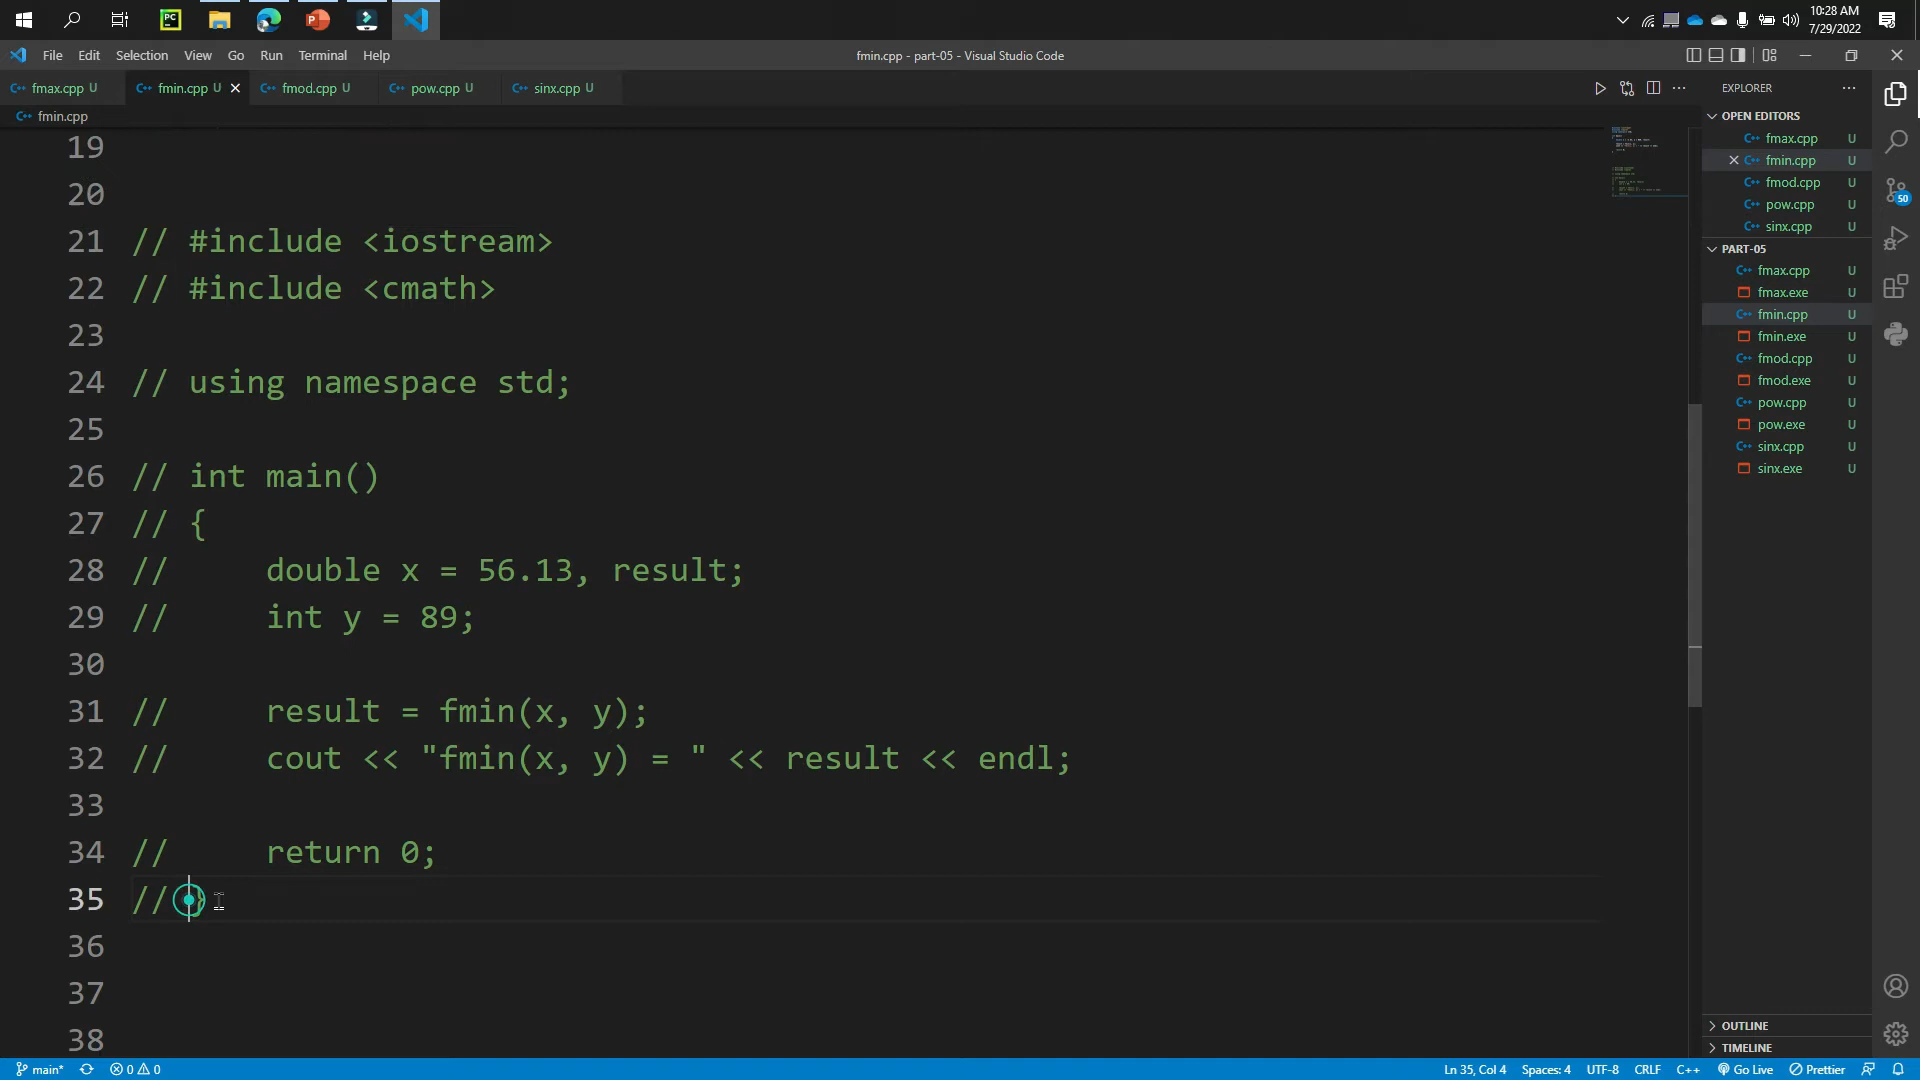 10:28 AM
7/29/2022
File Edit Selection View Go Run Terminal Help
fmin.cpp - part-05 - Visual Studio Code
fmax.cpp U
fmin.cpp U
fmod.cpp U
pow.cpp U
sinx.cpp U
fmin.cpp
19
20
21 // #include <iostream>
22 // #include <cmath>
23
24 // using namespace std;
25
26 // int main()
27 // {
28 //     double x = 56.13, result;
29 //     int y = 89;
30
31 //     result = fmin(x, y);
32 //     cout << "fmin(x, y) = " << result << endl;
33
34 //     return 0;
35 // }
36
37
38
EXPLORER
OPEN EDITORS
fmax.cpp U
fmin.cpp U
fmod.cpp U
pow.cpp U
sinx.cpp U
PART-05
fmax.cpp U
fmax.exe U
fmin.cpp U
fmin.exe U
fmod.cpp U
fmod.exe U
pow.cpp U
pow.exe U
sinx.cpp U
sinx.exe U
OUTLINE
TIMELINE
50
main* 0 0 Ln 35, Col 4 Spaces: 4 UTF-8 CRLF C++ Go Live Prettier